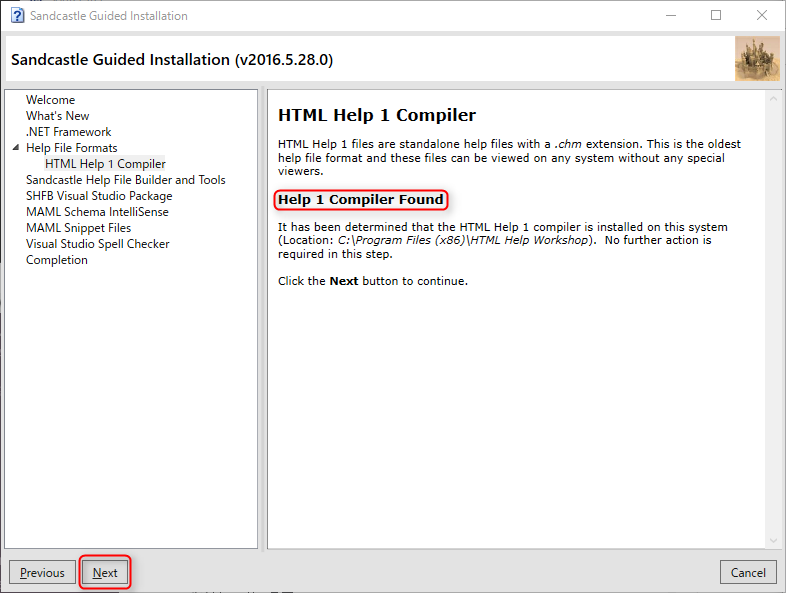 Sandcastle Guided Installation
Sandcastle Guided Installation (v2016.5.28.0)
Welcome
What's New
.NET Framework
Help File Formats
HTML Help 1 Compiler
Sandcastle Help File Builder and Tools
SHFB Visual Studio Package
MAML Schema IntelliSense
MAML Snippet Files
Visual Studio Spell Checker
Completion
HTML Help 1 Compiler
HTML Help 1 files are standalone help files with a .chm extension. This is the oldest
help file format and these files can be viewed on any system without any special
viewers.
Help 1 Compiler Found
It has been determined that the HTML Help 1 compiler is installed on this system
(Location: C:\Program Files (x86)\HTML Help Workshop). No further action is
required in this step.
Click the Next button to continue.
Previous
Next
Cancel